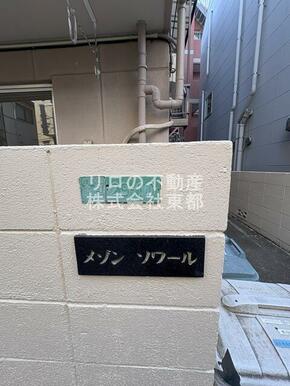 リロの不動産
株式会社東都
メゾン ソワール